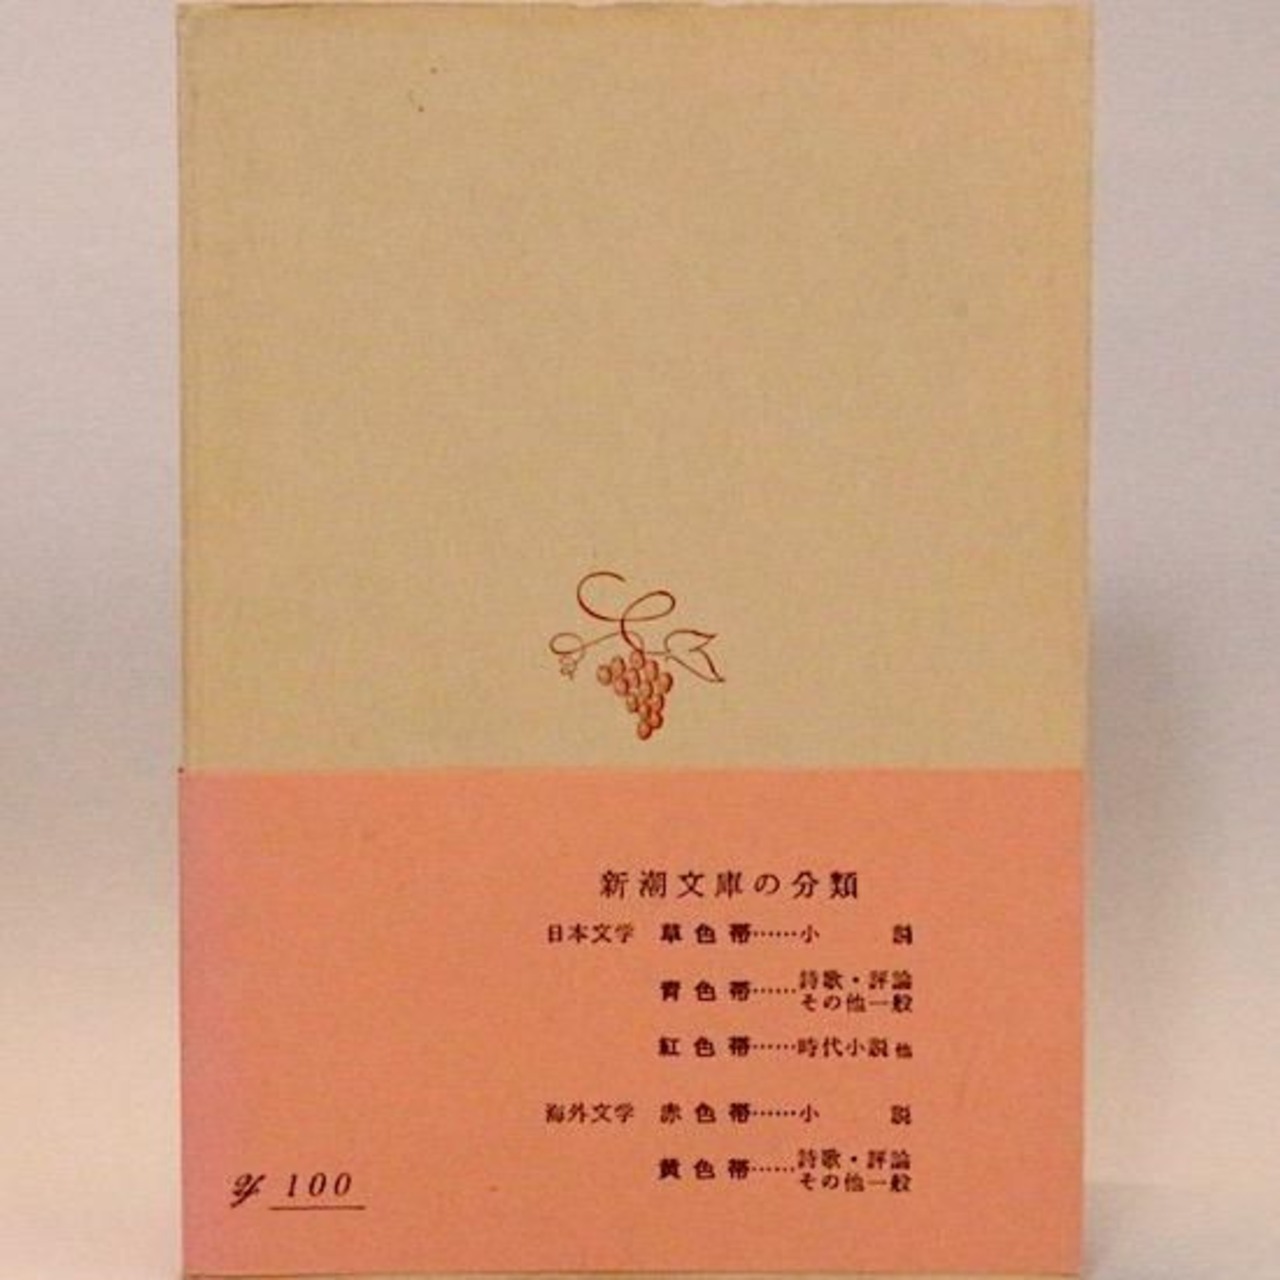 新潮文庫の分類
日本文学 草色帯……小 説
青色帯……詩歌・評論
その他一般
紅色帯……時代小説 他
海外文学 赤色帯……小 説
黄色帯……詩歌・評論
その他一般
¥ 100